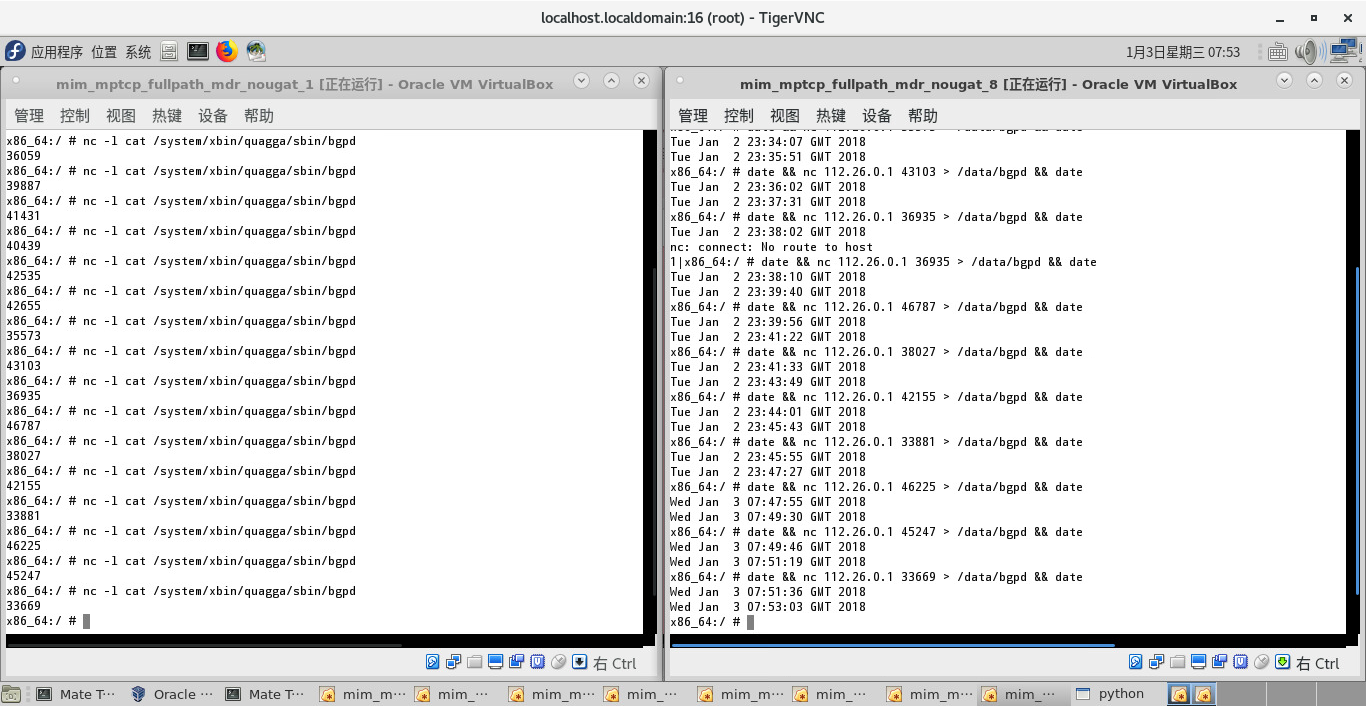 localhost.localdomain:16 (root) - TigerVNC
应用程序 位置 系统
1月3日星期三 07:53
mim_mptcp_fullpath_mdr_nougat_1 [正在运行] - Oracle VM VirtualBox
管理 控制 视图 热键 设备 帮助
x86_64:/ # nc -l cat /system/xbin/quagga/sbin/bgpd
36059
x86_64:/ # nc -l cat /system/xbin/quagga/sbin/bgpd
39887
x86_64:/ # nc -l cat /system/xbin/quagga/sbin/bgpd
41431
x86_64:/ # nc -l cat /system/xbin/quagga/sbin/bgpd
40439
x86_64:/ # nc -l cat /system/xbin/quagga/sbin/bgpd
42535
x86_64:/ # nc -l cat /system/xbin/quagga/sbin/bgpd
42655
x86_64:/ # nc -l cat /system/xbin/quagga/sbin/bgpd
35573
x86_64:/ # nc -l cat /system/xbin/quagga/sbin/bgpd
43103
x86_64:/ # nc -l cat /system/xbin/quagga/sbin/bgpd
36935
x86_64:/ # nc -l cat /system/xbin/quagga/sbin/bgpd
46787
x86_64:/ # nc -l cat /system/xbin/quagga/sbin/bgpd
38027
x86_64:/ # nc -l cat /system/xbin/quagga/sbin/bgpd
42155
x86_64:/ # nc -l cat /system/xbin/quagga/sbin/bgpd
33881
x86_64:/ # nc -l cat /system/xbin/quagga/sbin/bgpd
46225
x86_64:/ # nc -l cat /system/xbin/quagga/sbin/bgpd
45247
x86_64:/ # nc -l cat /system/xbin/quagga/sbin/bgpd
33669
x86_64:/ #
右 Ctrl
mim_mptcp_fullpath_mdr_nougat_8 [正在运行] - Oracle VM VirtualBox
管理 控制 视图 热键 设备 帮助
Tue Jan  2 23:34:07 GMT 2018
Tue Jan  2 23:35:51 GMT 2018
x86_64:/ # date && nc 112.26.0.1 43103 > /data/bgpd && date
Tue Jan  2 23:36:02 GMT 2018
Tue Jan  2 23:37:31 GMT 2018
x86_64:/ # date && nc 112.26.0.1 36935 > /data/bgpd && date
Tue Jan  2 23:38:02 GMT 2018
nc: connect: No route to host
1|x86_64:/ # date && nc 112.26.0.1 36935 > /data/bgpd && date
Tue Jan  2 23:38:10 GMT 2018
Tue Jan  2 23:39:40 GMT 2018
x86_64:/ # date && nc 112.26.0.1 46787 > /data/bgpd && date
Tue Jan  2 23:39:56 GMT 2018
Tue Jan  2 23:41:22 GMT 2018
x86_64:/ # date && nc 112.26.0.1 38027 > /data/bgpd && date
Tue Jan  2 23:41:33 GMT 2018
Tue Jan  2 23:43:49 GMT 2018
x86_64:/ # date && nc 112.26.0.1 42155 > /data/bgpd && date
Tue Jan  2 23:44:01 GMT 2018
Tue Jan  2 23:45:43 GMT 2018
x86_64:/ # date && nc 112.26.0.1 33881 > /data/bgpd && date
Tue Jan  2 23:45:55 GMT 2018
Tue Jan  2 23:47:27 GMT 2018
x86_64:/ # date && nc 112.26.0.1 46225 > /data/bgpd && date
Wed Jan  3 07:47:55 GMT 2018
Wed Jan  3 07:49:30 GMT 2018
x86_64:/ # date && nc 112.26.0.1 45247 > /data/bgpd && date
Wed Jan  3 07:49:46 GMT 2018
Wed Jan  3 07:51:19 GMT 2018
x86_64:/ # date && nc 112.26.0.1 33669 > /data/bgpd && date
Wed Jan  3 07:51:36 GMT 2018
Wed Jan  3 07:53:03 GMT 2018
x86_64:/ #
右 Ctrl
Mate T··· Oracle ··· Mate T··· mim_m··· mim_··· mim_m··· mim_··· mim_m··· mim_··· mim_m··· mim_··· python